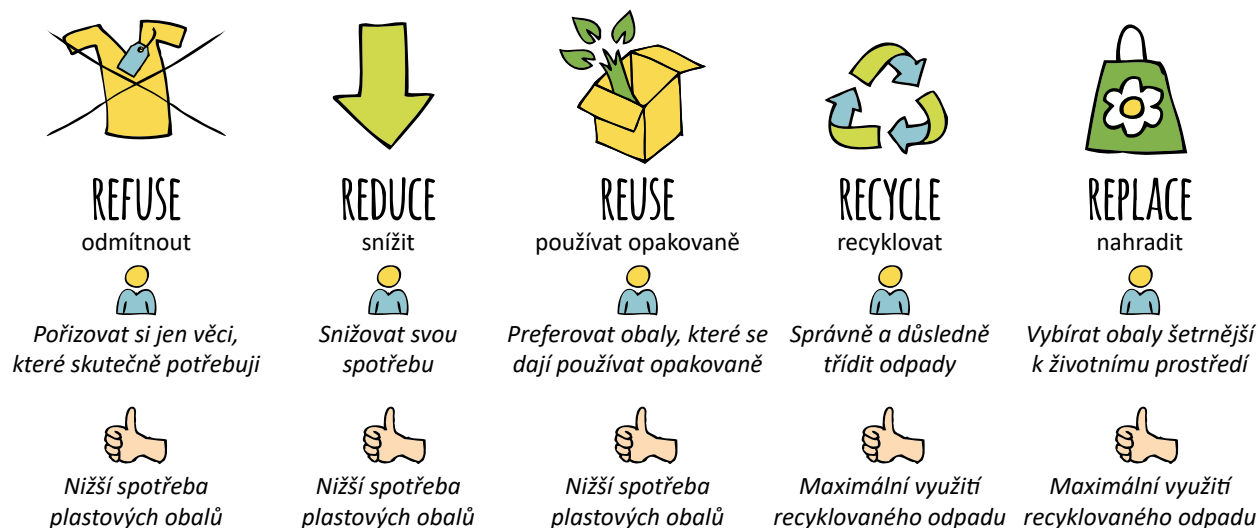 REFUSE
odmítnout
Pořizovat si jen věci,
které skutečně potřebuji
Nižší spotřeba
plastových obalů
REDUCE
snížit
Snižovat svou
spotřebu
Nižší spotřeba
plastových obalů
REUSE
používat opakovaně
Preferovat obaly, které se
dají používat opakovaně
Nižší spotřeba
plastových obalů
RECYCLE
recyklovat
Správně a důsledně
třídit odpady
Maximální využití
recyklovaného odpadu
REPLACE
nahradit
Vybírat obaly šetrnější
k životnímu prostředí
Maximální využití
recyklovaného odpadu